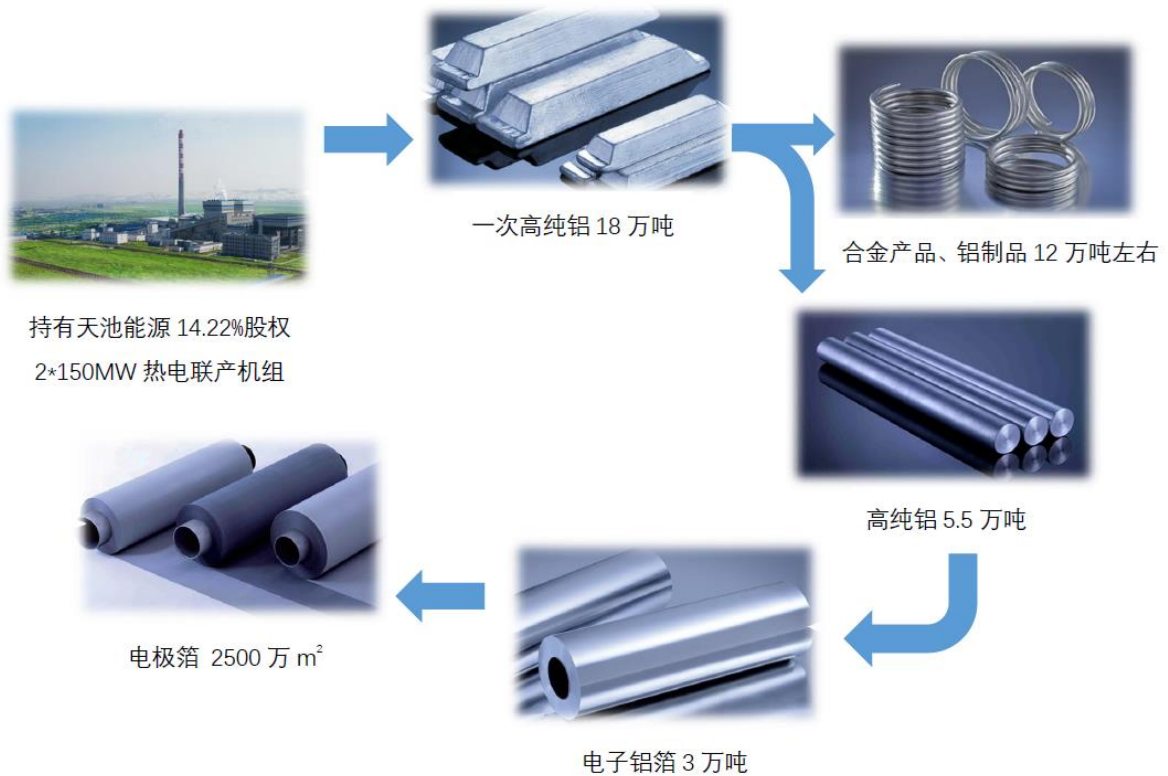 一次高纯铝 18 万吨
合金产品、铝制品 12 万吨左右
持有天池能源 14.22%股权
2*150MW 热电联产机组
高纯铝 5.5 万吨
电子铝箔 3 万吨
电极箔 2500 万 m²